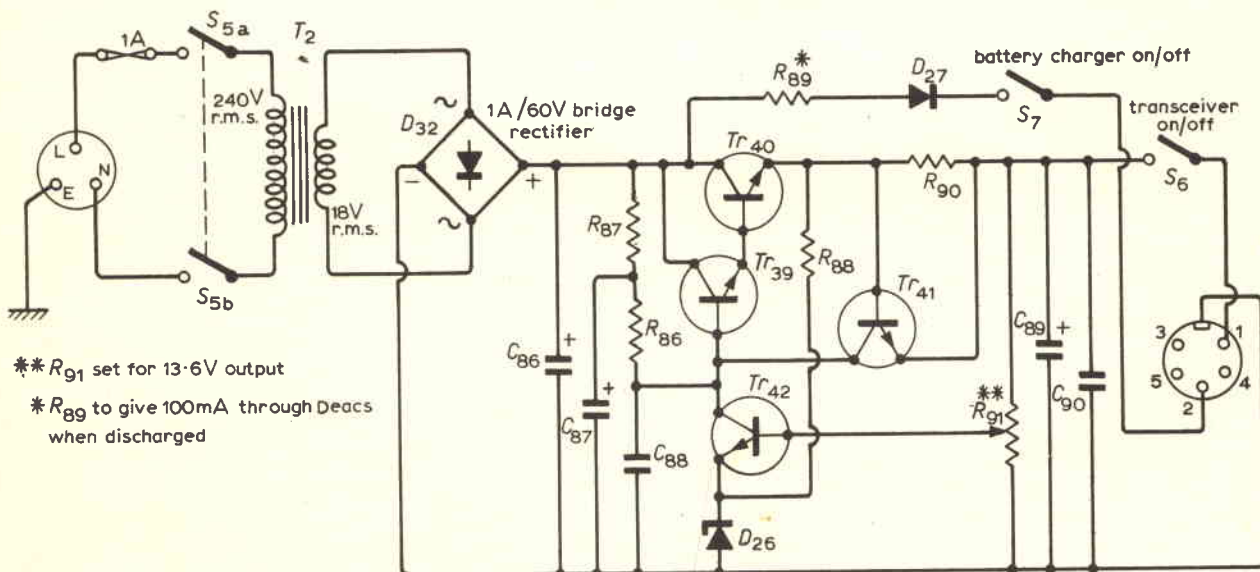 1A
S5a
T2
240V
r.m.s.
18V
r.m.s.
L
N
E
S5b
D32
1A/60V bridge
rectifier
~
~
-
+
R89*
D27
battery charger on/off
S7
transceiver
on/off
S6
Tr40
R90
R87
Tr39
R88
Tr41
R86
C86
+
C87
+
C88
Tr42
D26
**
R91
C89
+
C90
3
1
5
4
2
** R91 set for 13·6V output
* R89 to give 100mA through Deacs
when discharged